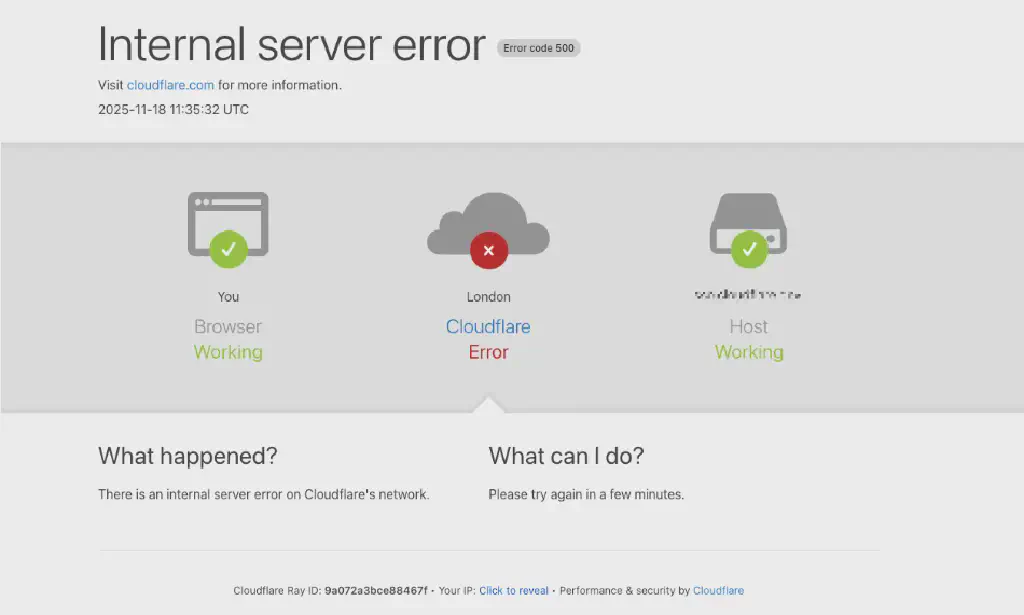 Internal server error Error code 500
Visit cloudflare.com for more information.
2025-11-18 11:35:32 UTC
You
London
Browser
Cloudflare
Host
Working
Error
Working
What happened?
What can I do?
There is an internal server error on Cloudflare's network.
Please try again in a few minutes.
Cloudflare Ray ID: 9a072a3bce88467f • Your IP: Click to reveal • Performance & security by Cloudflare